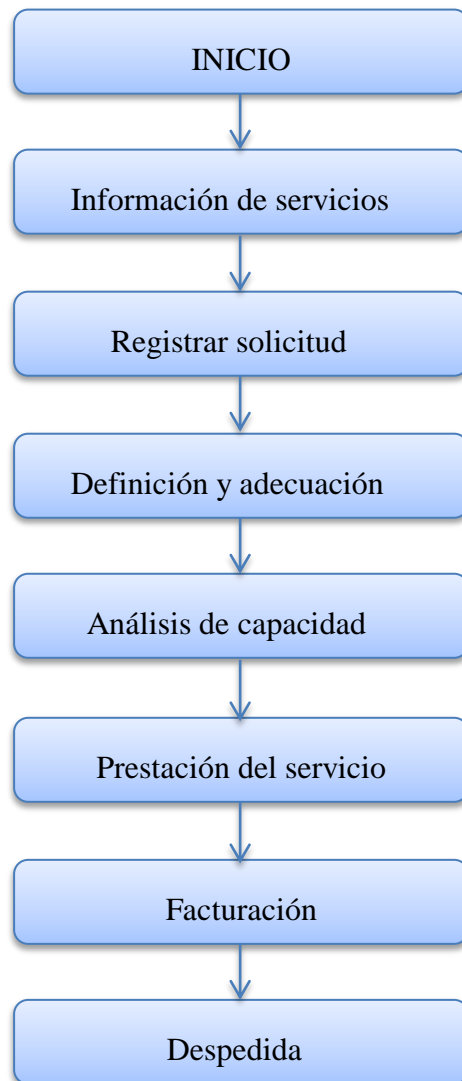 INICIO
Información de servicios
Registrar solicitud
Definición y adecuación
Análisis de capacidad
Prestación del servicio
Facturación
Despedida